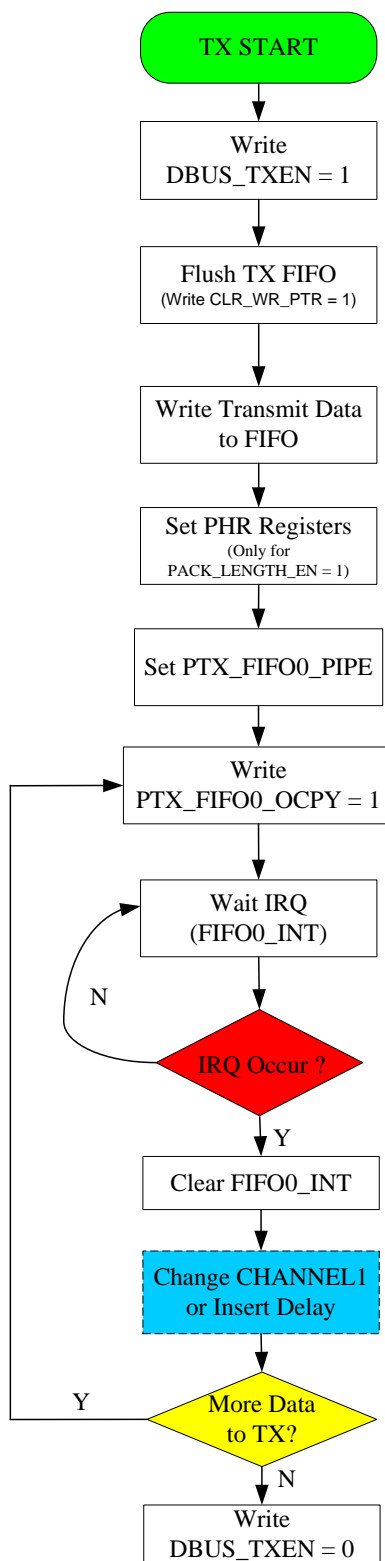 TX START
Write
DBUS_TXEN = 1
Flush TX FIFO
(Write CLR_WR_PTR = 1)
Write Transmit Data
to FIFO
Set PHR Registers
(Only for
PACK_LENGTH_EN = 1)
Set PTX_FIFO0_PIPE
Write
PTX_FIFO0_OCPY = 1
Wait IRQ
(FIFO0_INT)
N
IRQ Occur ?
Y
Clear FIFO0_INT
Change CHANNEL1
or Insert Delay
Y
More Data
to TX?
N
Write
DBUS_TXEN = 0